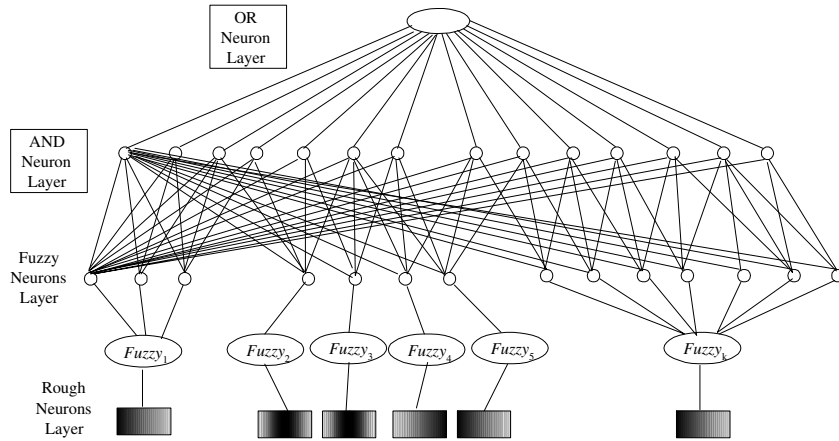 OR
Neuron
Layer
AND
Neuron
Layer
Fuzzy
Neurons
Layer
Fuzzy1
Fuzzy2
Fuzzy3
Fuzzy4
Fuzzy5
Fuzzyk
Rough
Neurons
Layer